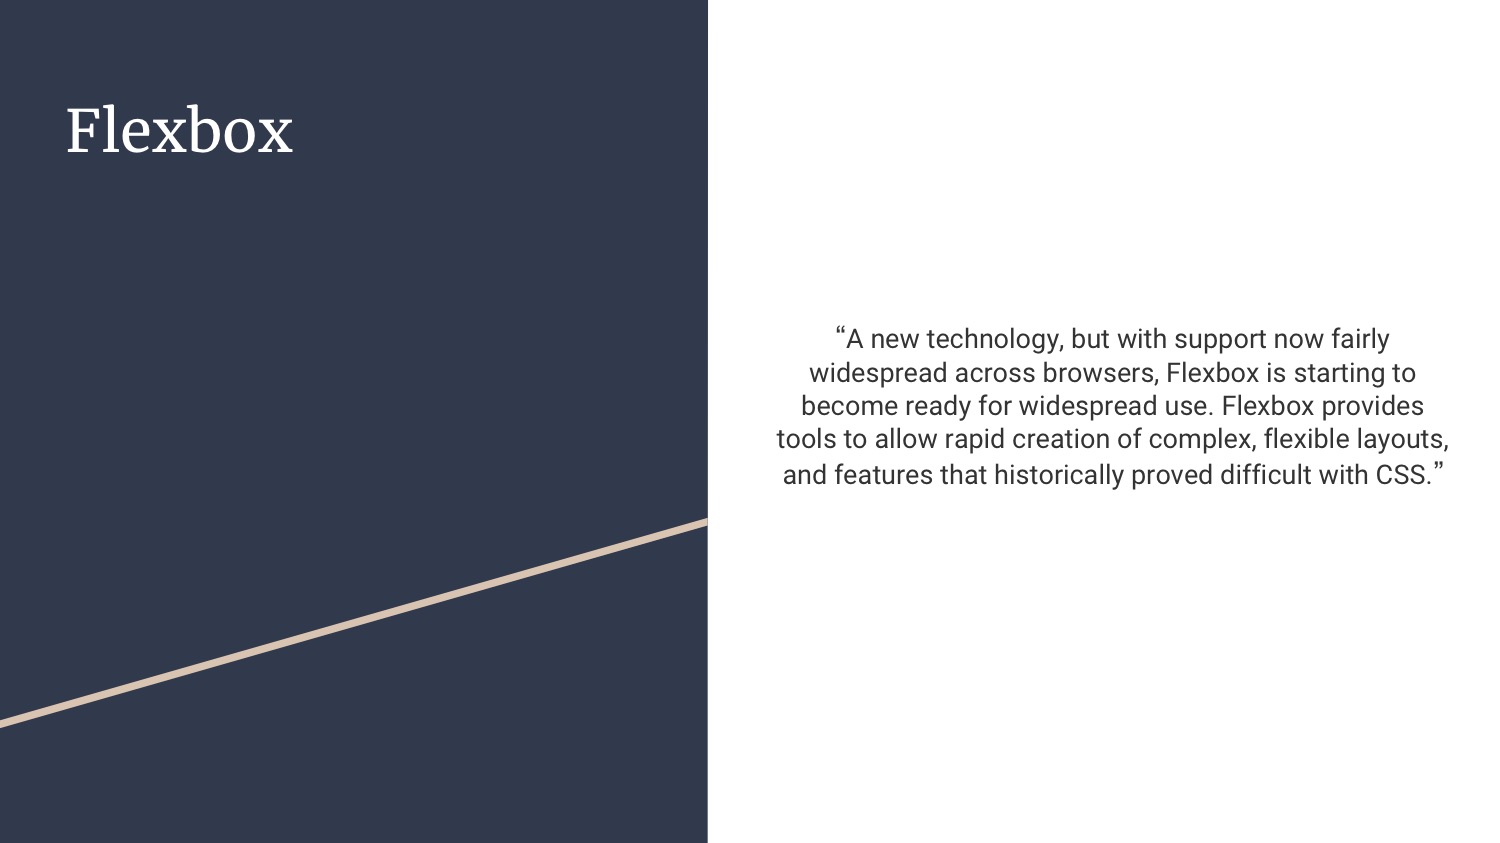 Flexbox
“A new technology, but with support now fairly
widespread across browsers, Flexbox is starting to
become ready for widespread use. Flexbox provides
tools to allow rapid creation of complex, flexible layouts,
and features that historically proved difficult with CSS.”